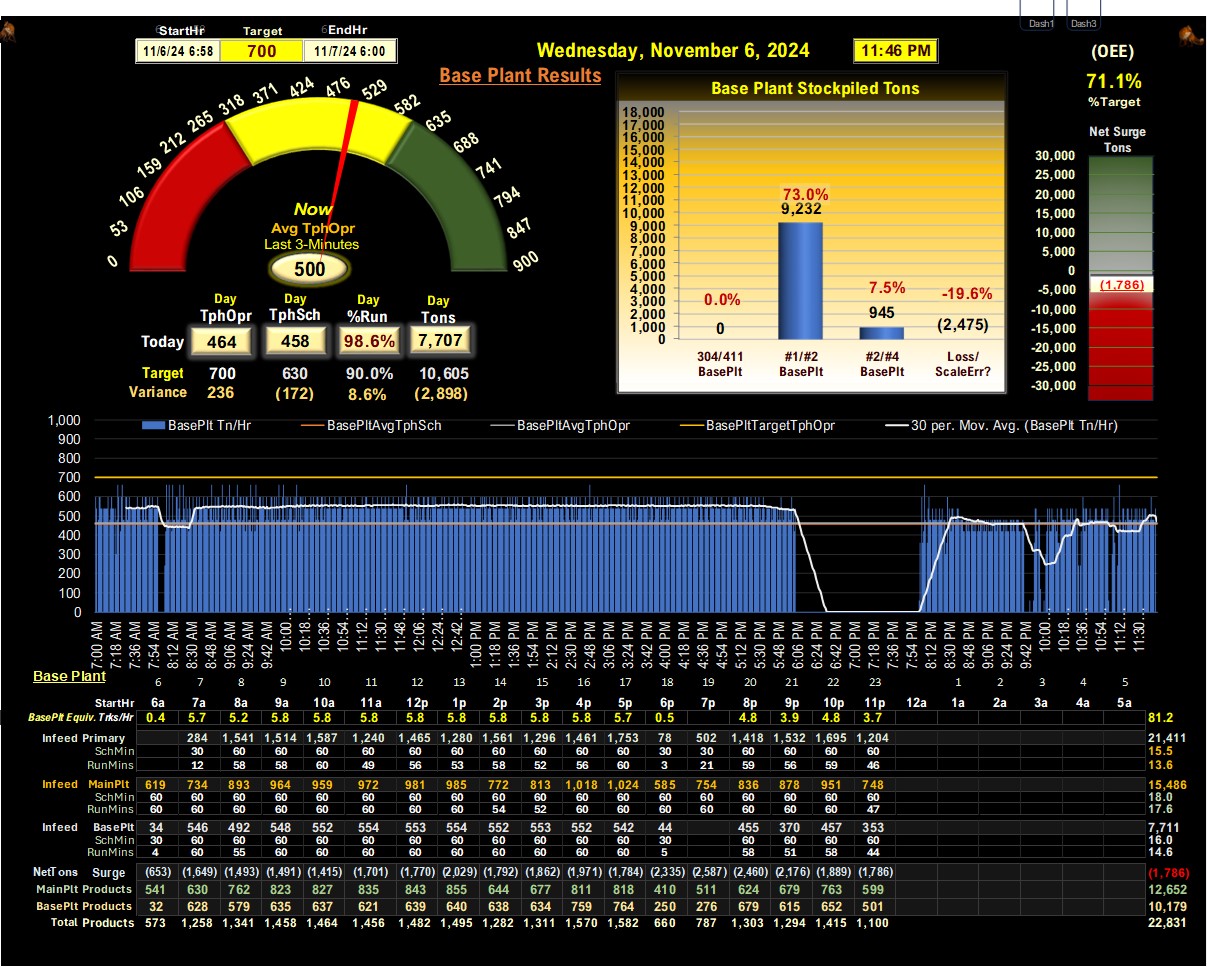 Dash1 Dash3
StartHr Target EndHr
11/6/24 6:58 700 11/7/24 6:00
Wednesday, November 6, 2024 11:46 PM
(OEE)
71.1%
%Target
Base Plant Results
Base Plant Stockpiled Tons
0 53 106 159 212 265 318 371 424 476 529 582 635 688 741 794 847 900
Now
Avg TphOpr
Last 3-Minutes
500
18,000
17,000
16,000
15,000
14,000
13,000
12,000
11,000
10,000
9,000
8,000
7,000
6,000
5,000
4,000
3,000
2,000
1,000
0
0.0% 73.0% 7.5% -19.6%
0 9,232 945 (2,475)
304/411 #1/#2 #2/#4 Loss/
BasePlt BasePlt BasePlt ScaleErr?
Net Surge
Tons
30,000
25,000
20,000
15,000
10,000
5,000
0
-5,000
-10,000
-15,000
-20,000
-25,000
-30,000
(1,786)
Day Day Day Day
TphOpr TphSch %Run Tons
Today 464 458 98.6% 7,707
Target 700 630 90.0% 10,605
Variance 236 (172) 8.6% (2,898)
BasePlt Tn/Hr BasePltAvgTphSch BasePltAvgTphOpr BasePltTargetTphOpr 30 per. Mov. Avg. (BasePlt Tn/Hr)
1,000
900
800
700
600
500
400
300
200
100
0
7:00 AM 7:18 AM 7:36 AM 7:54 AM 8:12 AM 8:30 AM 8:48 AM 9:06 AM 9:24 AM 9:42 AM 10:00... 10:18... 10:36... 10:54... 11:12... 11:30... 11:48... 12:06... 12:24... 12:42... 1:00 PM 1:18 PM 1:36 PM 1:54 PM 2:12 PM 2:30 PM 2:48 PM 3:06 PM 3:24 PM 3:42 PM 4:00 PM 4:18 PM 4:36 PM 4:54 PM 5:12 PM 5:30 PM 5:48 PM 6:06 PM 6:24 PM 6:42 PM 7:00 PM 7:18 PM 7:36 PM 7:54 PM 8:12 PM 8:30 PM 8:48 PM 9:06 PM 9:24 PM 9:42 PM 10:00... 10:18... 10:36... 10:54... 11:12... 11:30...
Base Plant
6 7 8 9 10 11 12 13 14 15 16 17 18 19 20 21 22 23 1 2 3 4 5
StartHr 6a 7a 8a 9a 10a 11a 12p 1p 2p 3p 4p 5p 6p 7p 8p 9p 10p 11p 12a 1a 2a 3a 4a 5a
BasePlt Equiv. Trks/Hr 0.4 5.7 5.2 5.8 5.8 5.8 5.8 5.8 5.8 5.8 5.8 5.7 0.5 4.8 3.9 4.8 3.7 81.2
Infeed Primary 284 1,541 1,514 1,587 1,240 1,465 1,280 1,561 1,296 1,461 1,753 78 502 1,418 1,532 1,695 1,204 21,411
SchMin 30 60 60 60 60 60 60 60 60 60 60 30 30 60 60 60 60 15.5
RunMins 12 58 58 60 49 56 53 58 52 56 60 3 21 59 56 59 46 13.6
Infeed MainPlt 619 734 893 964 959 972 981 985 772 813 1,018 1,024 585 754 836 878 951 748 15,486
SchMin 60 60 60 60 60 60 60 60 60 60 60 60 60 60 60 60 60 60 18.0
RunMins 60 60 60 60 60 60 60 60 54 52 60 60 60 60 60 60 60 47 17.6
Infeed BasePlt 34 546 492 548 552 554 553 554 552 553 552 542 44 455 370 457 353 7,711
SchMin 30 60 60 60 60 60 60 60 60 60 60 60 30 60 60 60 60 16.0
RunMins 4 60 55 60 60 60 60 60 60 60 60 60 5 58 51 58 44 14.6
NetTons Surge (653) (1,649) (1,493) (1,491) (1,415) (1,701) (1,770) (2,029) (1,792) (1,862) (1,971) (1,784) (2,335) (2,587) (2,460) (2,176) (1,889) (1,786) (1,786)
MainPlt Products 541 630 762 823 827 835 843 855 644 677 811 818 410 511 624 679 763 599 12,652
BasePlt Products 32 628 579 635 637 621 639 640 638 634 759 764 250 276 679 615 652 501 10,179
Total Products 573 1,258 1,341 1,458 1,464 1,456 1,482 1,495 1,282 1,311 1,570 1,582 660 787 1,303 1,294 1,415 1,100 22,831